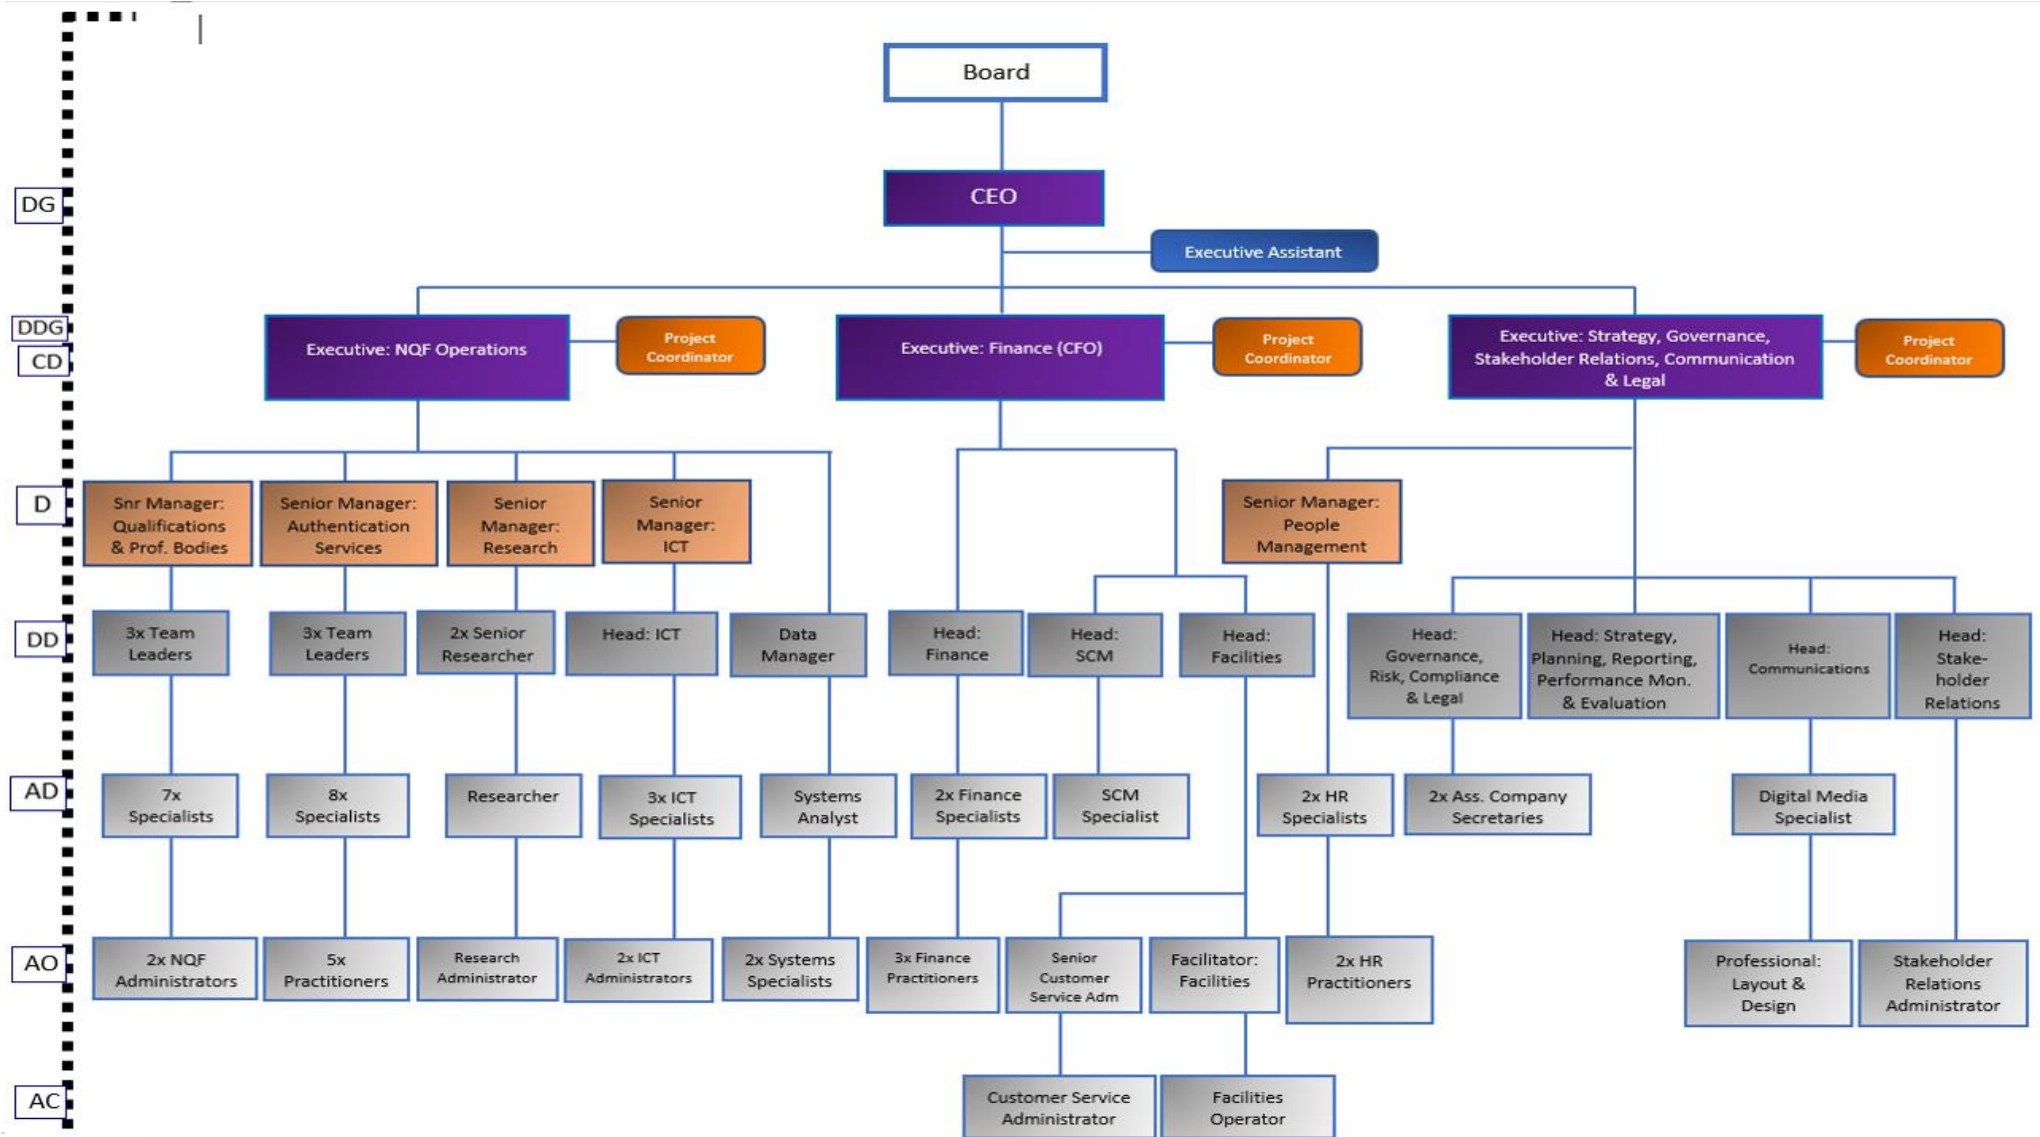 Board
DG
CEO
Executive Assistant
DDG
CD
Executive: NQF Operations
Project
Coordinator
Executive: Finance (CFO)
Project
Coordinator
Executive: Strategy, Governance,
Stakeholder Relations, Communication
& Legal
Project
Coordinator
D
Snr Manager:
Qualifications
& Prof. Bodies
Senior Manager:
Authentication
Services
Senior
Manager:
Research
Senior
Manager:
ICT
Senior Manager:
People
Management
DD
3x Team
Leaders
3x Team
Leaders
2x Senior
Researcher
Head: ICT
Data
Manager
Head:
Finance
Head:
SCM
Head:
Facilities
Head:
Governance,
Risk, Compliance
& Legal
Head: Strategy,
Planning, Reporting,
Performance Mon.
& Evaluation
Head:
Communications
Head:
Stake-
holder
Relations
AD
7x
Specialists
8x
Specialists
Researcher
3x ICT
Specialists
Systems
Analyst
2x Finance
Specialists
SCM
Specialist
2x HR
Specialists
2x Ass. Company
Secretaries
Digital Media
Specialist
AO
2x NQF
Administrators
5x
Practitioners
Research
Administrator
2x ICT
Administrators
2x Systems
Specialists
3x Finance
Practitioners
Senior
Customer
Service Adm
Facilitator:
Facilities
2x HR
Practitioners
Professional:
Layout &
Design
Stakeholder
Relations
Administrator
AC
Customer Service
Administrator
Facilities
Operator